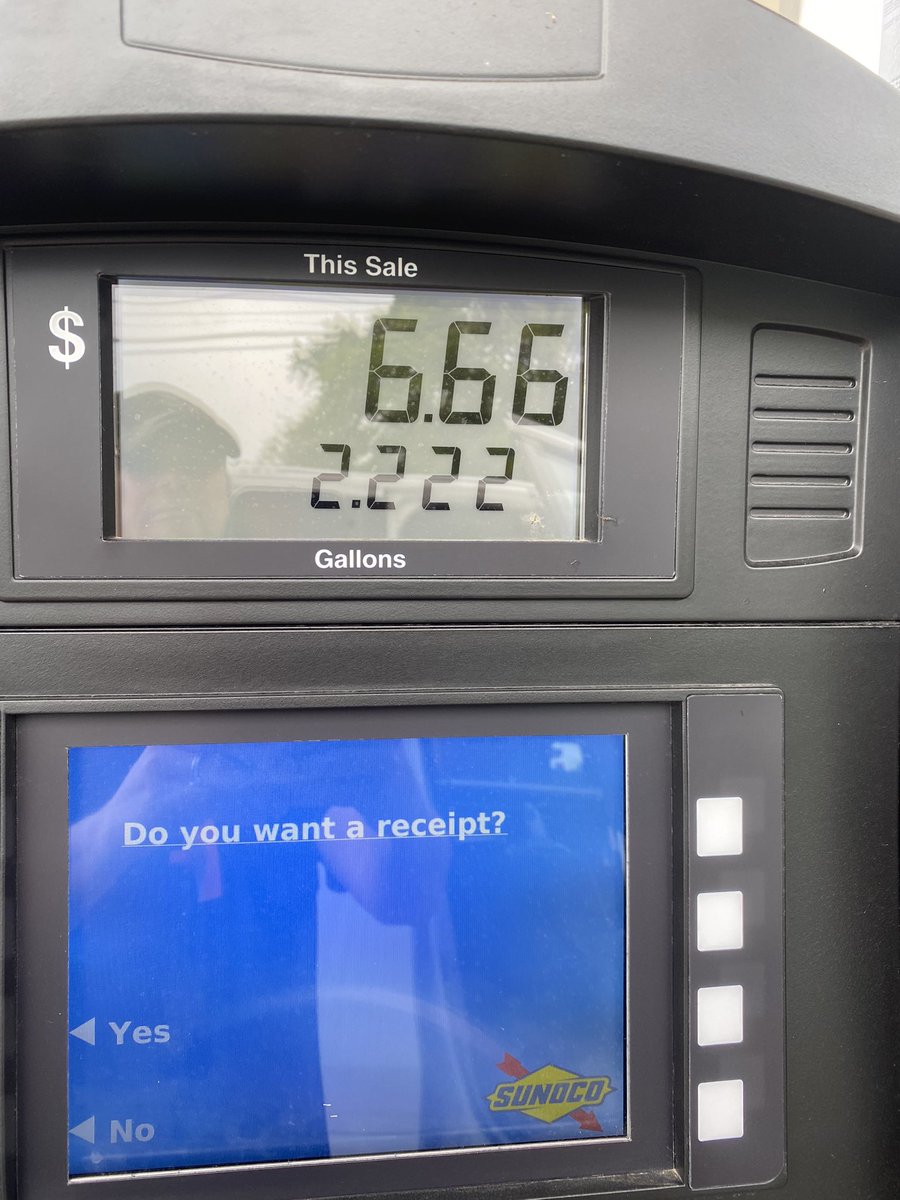 This Sale
$ 6.66
2.222
Gallons
Do you want a receipt?
Yes
No
SUNOCO